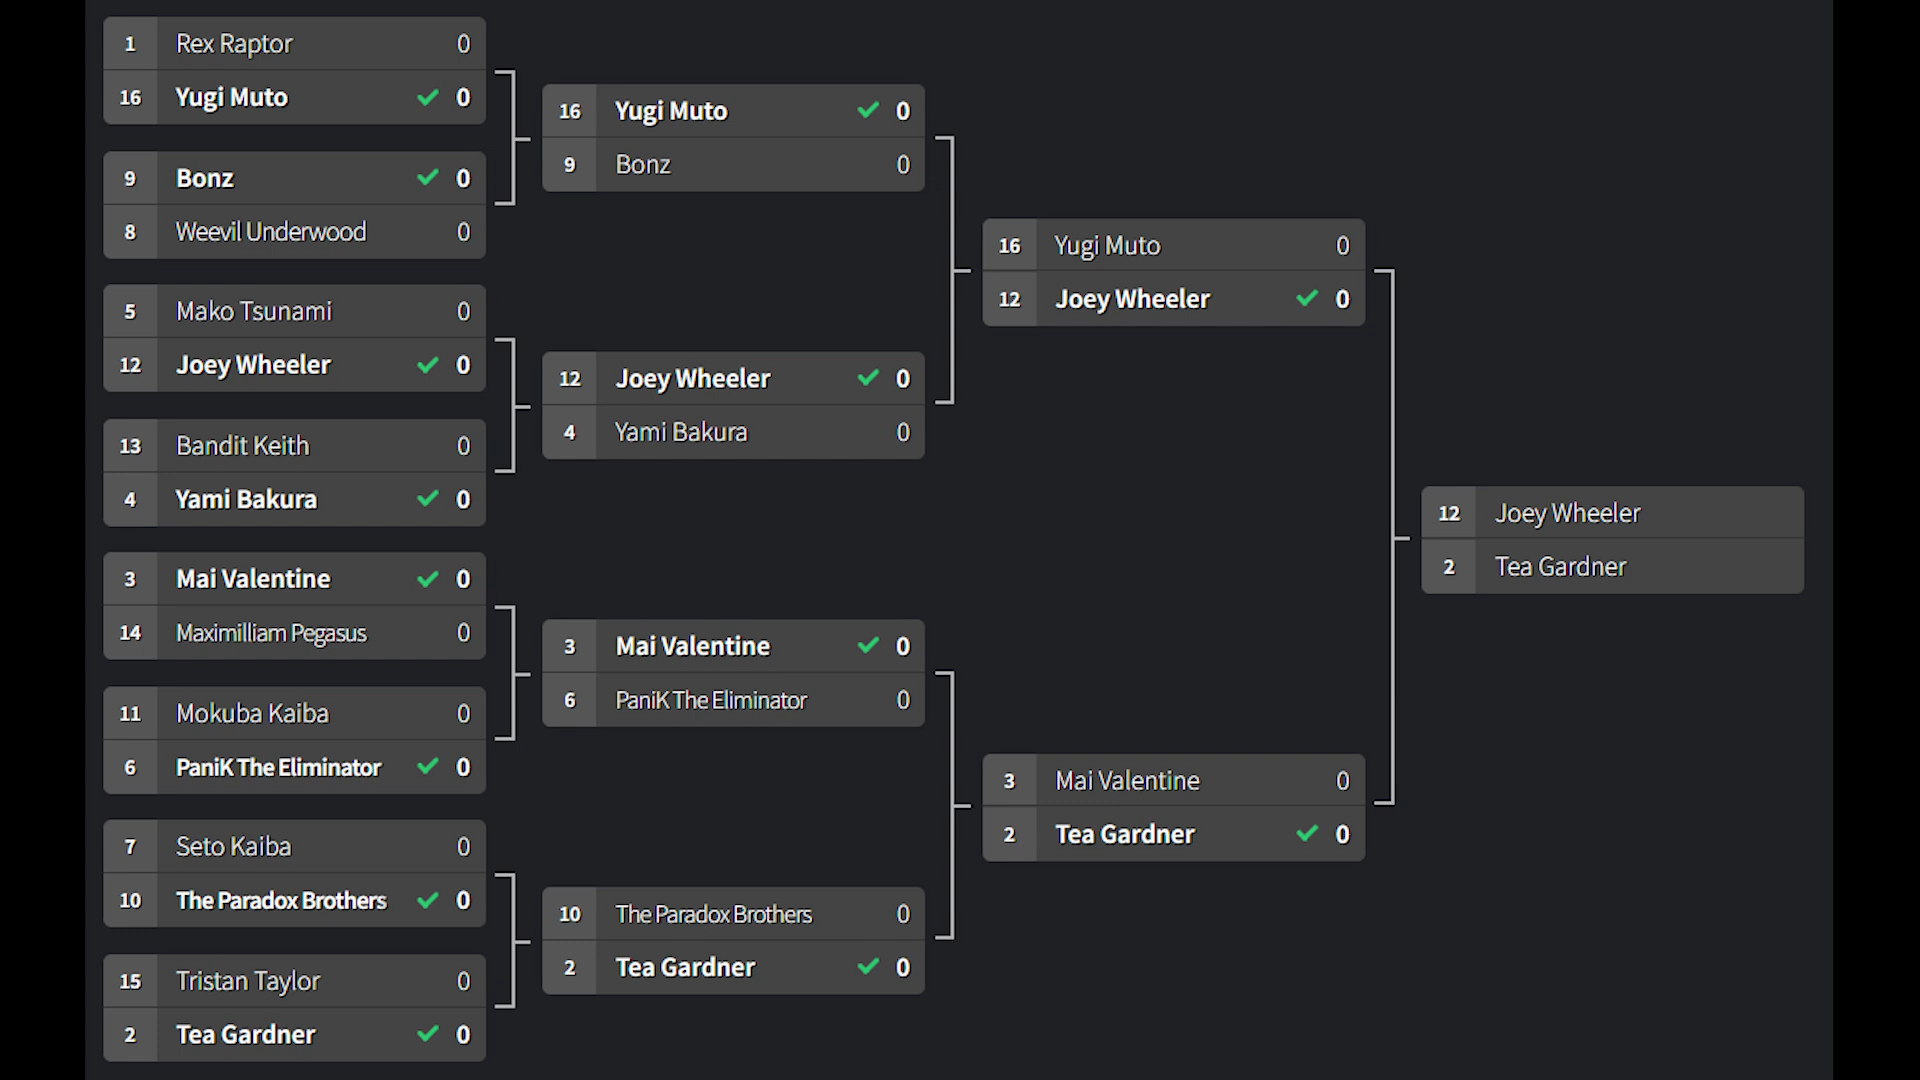 1 Rex Raptor 0
16 Yugi Muto 0
9 Bonz 0
8 Weevil Underwood 0
5 Mako Tsunami 0
12 Joey Wheeler 0
13 Bandit Keith 0
4 Yami Bakura 0
3 Mai Valentine 0
14 Maximilliam Pegasus 0
11 Mokuba Kaiba 0
6 PaniK The Eliminator 0
7 Seto Kaiba 0
10 The Paradox Brothers 0
15 Tristan Taylor 0
2 Tea Gardner 0
16 Yugi Muto 0
9 Bonz 0
12 Joey Wheeler 0
4 Yami Bakura 0
3 Mai Valentine 0
6 PaniK The Eliminator 0
10 The Paradox Brothers 0
2 Tea Gardner 0
16 Yugi Muto 0
12 Joey Wheeler 0
3 Mai Valentine 0
2 Tea Gardner 0
12 Joey Wheeler
2 Tea Gardner